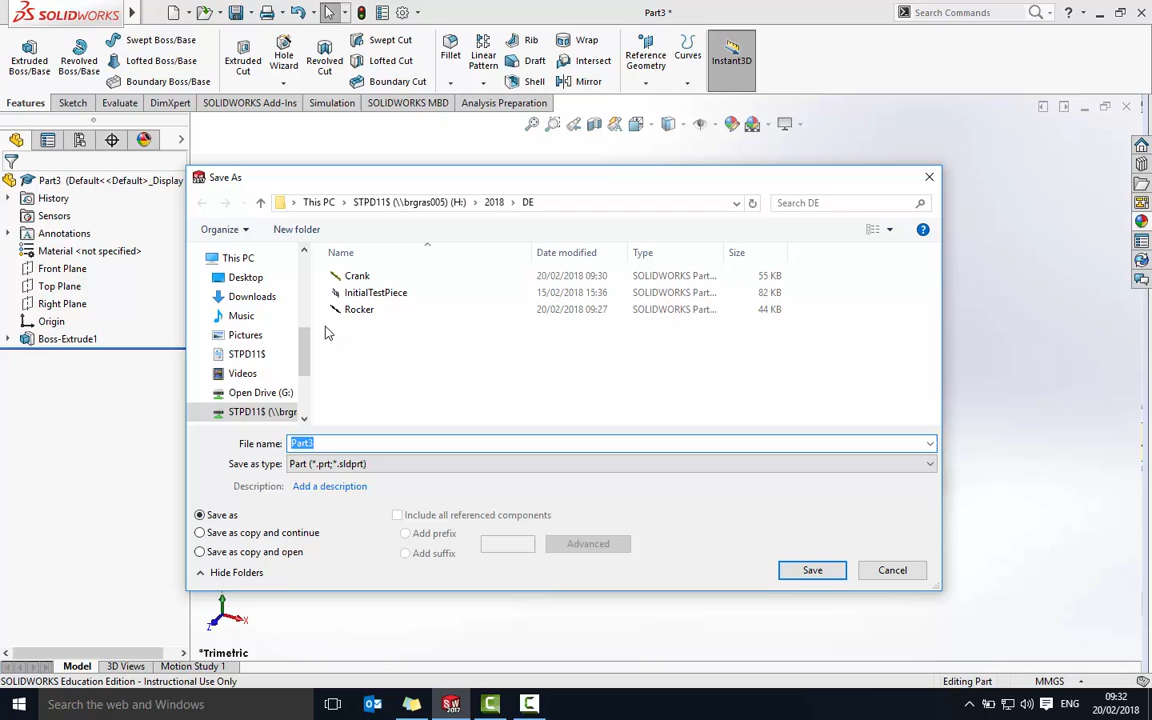 SOLIDWORKS
Part3 *
Search Commands
Extruded Boss/Base
Revolved Boss/Base
Swept Boss/Base
Lofted Boss/Base
Boundary Boss/Base
Extruded Cut
Hole Wizard
Revolved Cut
Swept Cut
Lofted Cut
Boundary Cut
Fillet
Linear Pattern
Rib
Draft
Shell
Wrap
Intersect
Mirror
Reference Geometry
Curves
Instant3D
Features
Sketch
Evaluate
DimXpert
SOLIDWORKS Add-Ins
Simulation
SOLIDWORKS MBD
Analysis Preparation
Part3 (Default<<Default>_Display
History
Sensors
Annotations
Material <not specified>
Front Plane
Top Plane
Right Plane
Origin
Boss-Extrude1
Save As
This PC
STPD11$ (\\brgras005) (H:)
2018
DE
Search DE
Organize
New folder
This PC
Desktop
Downloads
Music
Pictures
STPD11$
Videos
Open Drive (G:)
STPD11$ (\\brgr
Name Date modified Type Size
Crank 20/02/2018 09:30 SOLIDWORKS Part... 55 KB
InitialTestPiece 15/02/2018 15:36 SOLIDWORKS Part... 82 KB
Rocker 20/02/2018 09:27 SOLIDWORKS Part... 44 KB
File name: Part3
Save as type: Part (*.prt;*.sldprt)
Description: Add a description
Save as
Save as copy and continue
Save as copy and open
Include all referenced components
Add prefix
Add suffix
Advanced
Hide Folders
Save
Cancel
Z
X
*Trimetric
Model
3D Views
Motion Study 1
SOLIDWORKS Education Edition - Instructional Use Only
Editing Part
MMGS
Search the web and Windows
ENG
09:32
20/02/2018